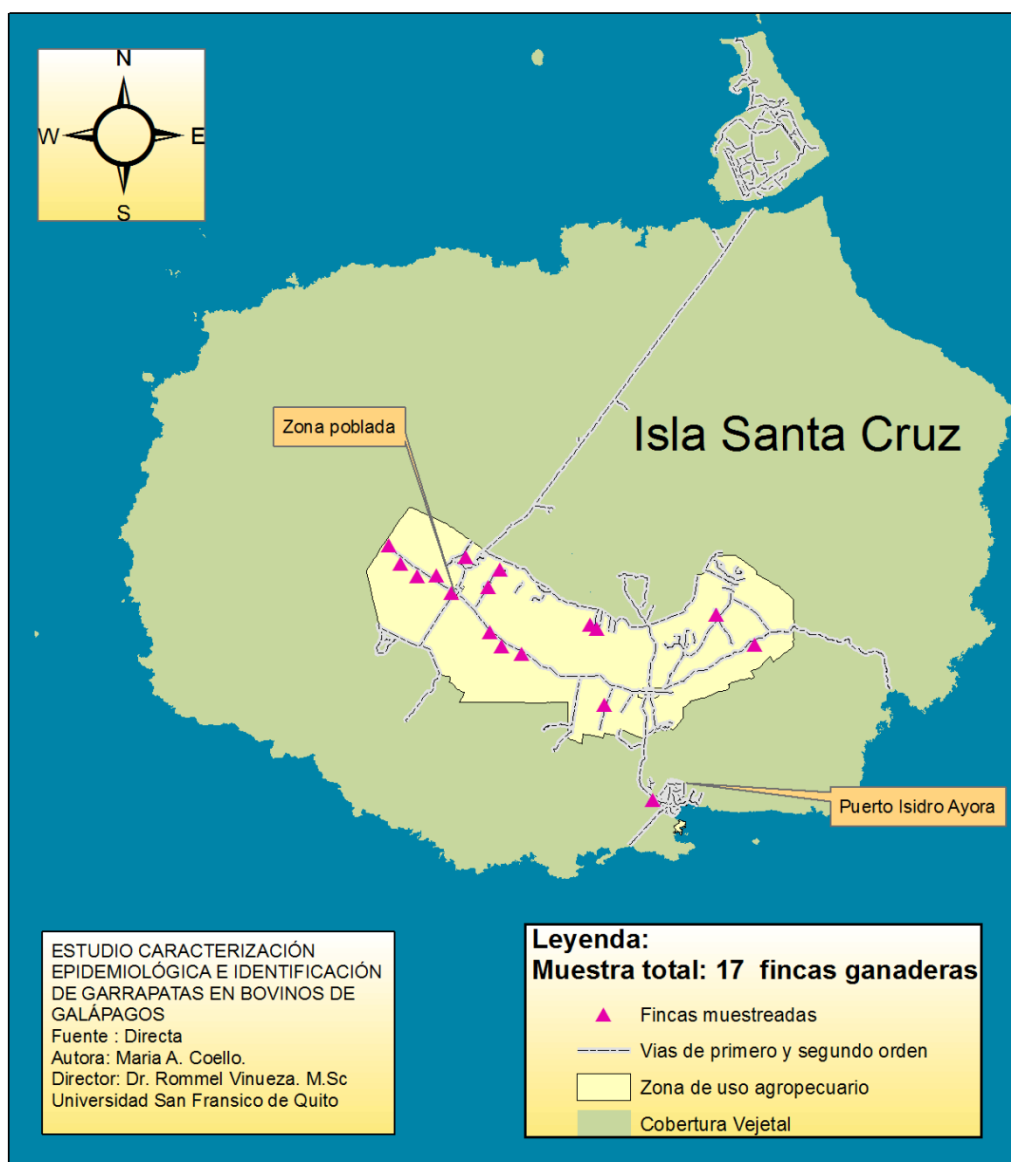 N
W E
S
Zona poblada
Isla Santa Cruz
Puerto Isidro Ayora
ESTUDIO CARACTERIZACIÓN
EPIDEMIOLÓGICA E IDENTIFICACIÓN
DE GARRAPATAS EN BOVINOS DE
GALÁPAGOS
Fuente : Directa
Autora: Maria A. Coello.
Director: Dr. Rommel Vinueza. M.Sc
Universidad San Fransico de Quito
Leyenda:
Muestra total: 17 fincas ganaderas
Fincas muestreadas
Vias de primero y segundo orden
Zona de uso agropecuario
Cobertura Vejetal